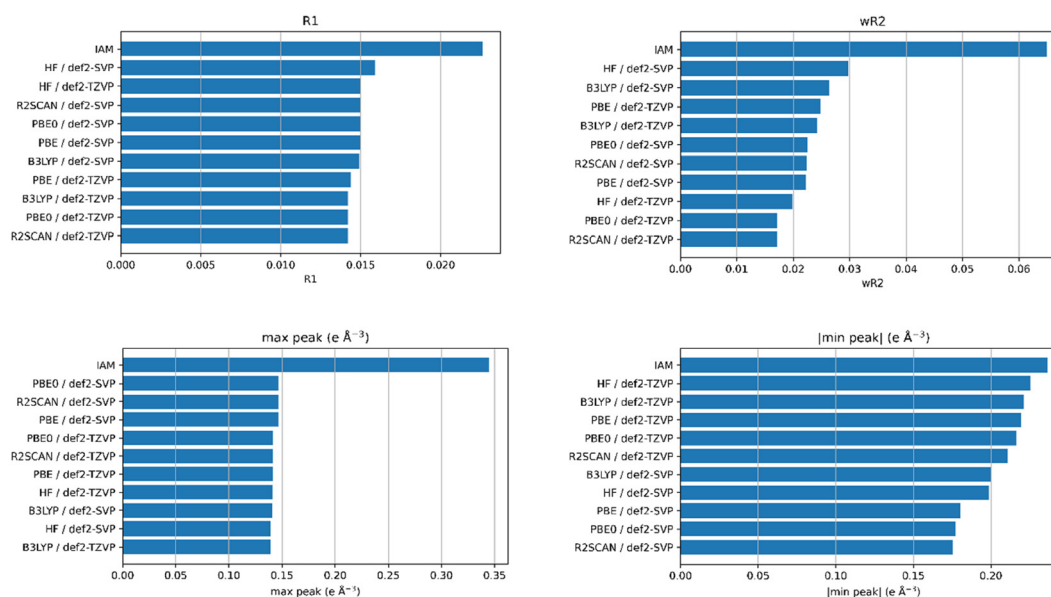 R1
IAM
HF / def2-SVP
HF / def2-TZVP
R2SCAN / def2-SVP
PBE0 / def2-SVP
PBE / def2-SVP
B3LYP / def2-SVP
PBE / def2-TZVP
B3LYP / def2-TZVP
PBE0 / def2-TZVP
R2SCAN / def2-TZVP
0.000 0.005 0.010 0.015 0.020
R1
wR2
IAM
HF / def2-SVP
B3LYP / def2-SVP
PBE / def2-TZVP
B3LYP / def2-TZVP
PBE0 / def2-SVP
R2SCAN / def2-SVP
PBE / def2-SVP
HF / def2-TZVP
PBE0 / def2-TZVP
R2SCAN / def2-TZVP
0.00 0.01 0.02 0.03 0.04 0.05 0.06
wR2
max peak (e Å⁻³)
IAM
PBE0 / def2-SVP
R2SCAN / def2-SVP
PBE / def2-SVP
PBE0 / def2-TZVP
R2SCAN / def2-TZVP
PBE / def2-TZVP
HF / def2-TZVP
B3LYP / def2-SVP
HF / def2-SVP
B3LYP / def2-TZVP
0.00 0.05 0.10 0.15 0.20 0.25 0.30 0.35
max peak (e Å⁻³)
|min peak| (e Å⁻³)
IAM
HF / def2-TZVP
B3LYP / def2-TZVP
PBE / def2-TZVP
PBE0 / def2-TZVP
R2SCAN / def2-TZVP
B3LYP / def2-SVP
HF / def2-SVP
PBE / def2-SVP
PBE0 / def2-SVP
R2SCAN / def2-SVP
0.00 0.05 0.10 0.15 0.20
|min peak| (e Å⁻³)